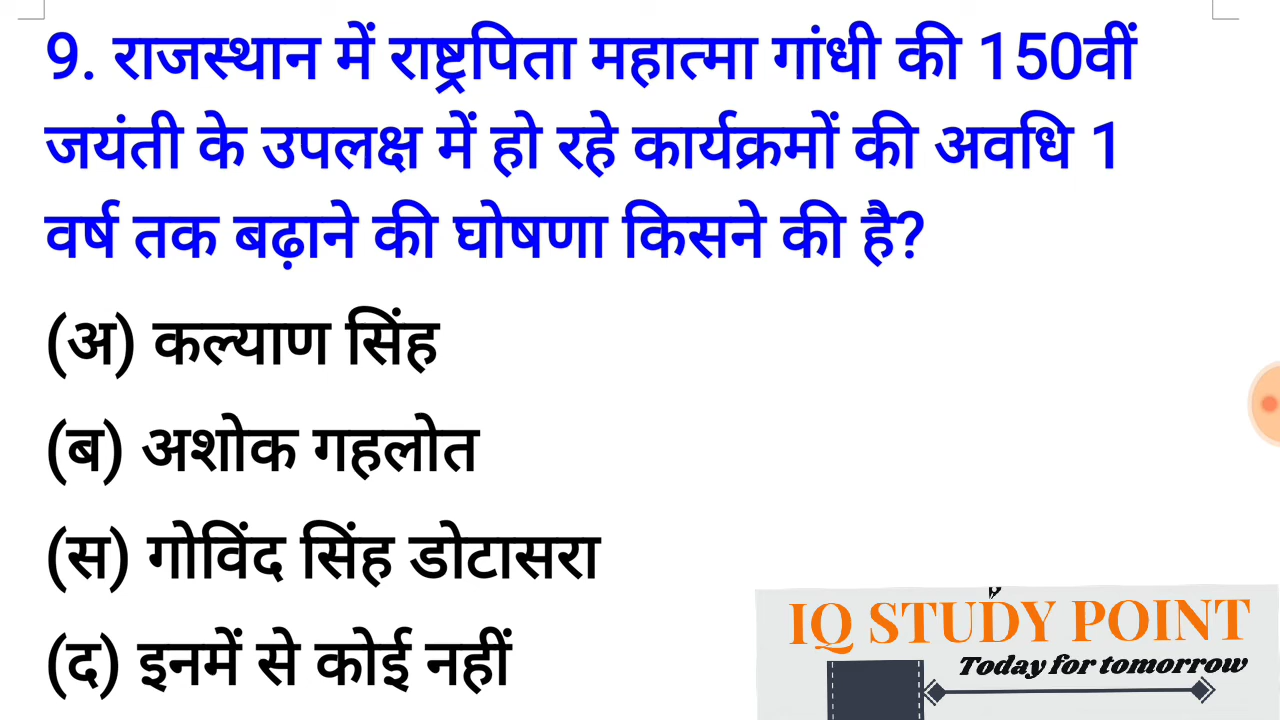 9. राजस्थान में राष्ट्रपिता महात्मा गांधी की 150वीं
जयंती के उपलक्ष में हो रहे कार्यक्रमों की अवधि 1
वर्ष तक बढ़ाने की घोषणा किसने की है?
(अ) कल्याण सिंह
(ब) अशोक गहलोत
(स) गोविंद सिंह डोटासरा
(द) इनमें से कोई नहीं
IQ STUDY POINT
Today for tomorrow